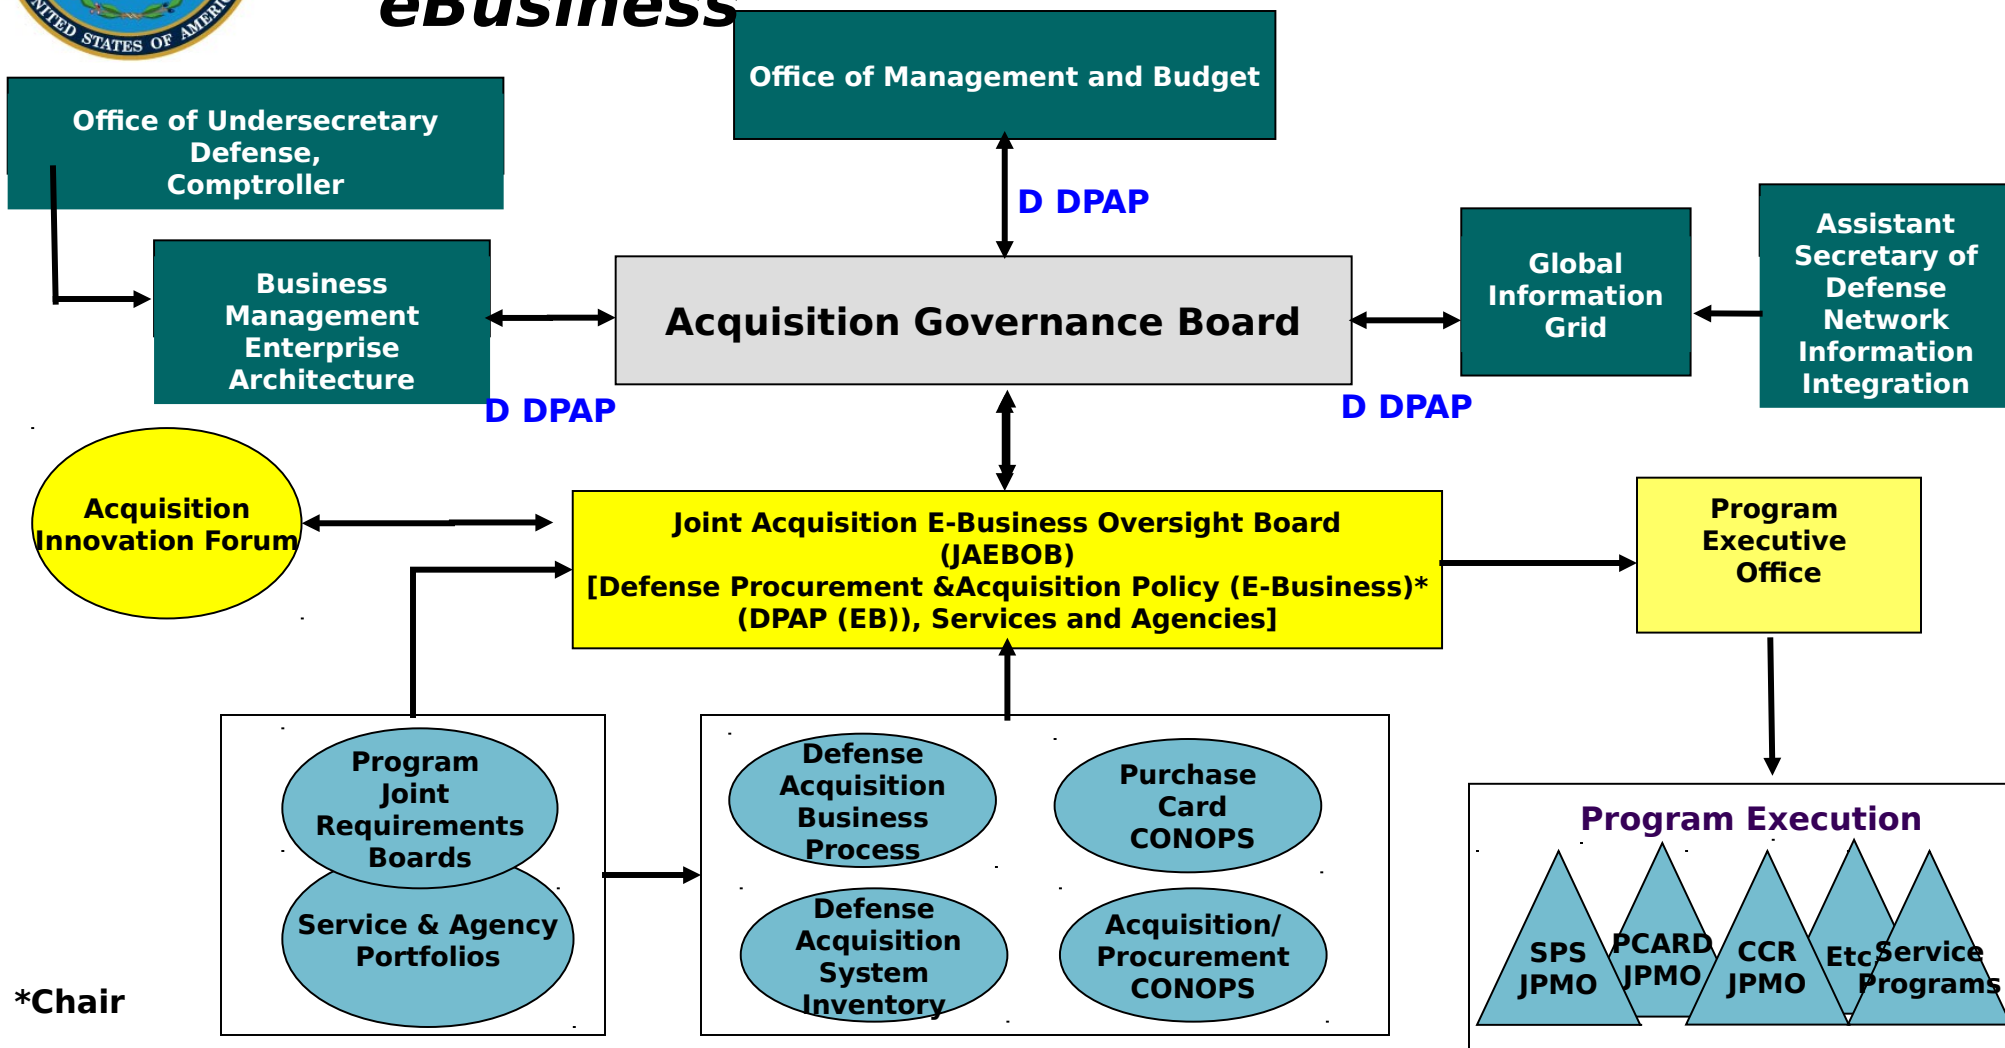 eBusiness
UNITED STATES OF AMERICA
Office of Management and Budget
Office of Undersecretary
Defense,
Comptroller
D DPAP
Assistant
Secretary of
Defense
Network
Information
Integration
Global
Information
Grid
Business
Management
Enterprise
Architecture
Acquisition Governance Board
D DPAP
D DPAP
Acquisition
Innovation Forum
Joint Acquisition E-Business Oversight Board
(JAEBOB)
[Defense Procurement &Acquisition Policy (E-Business)*
(DPAP (EB)), Services and Agencies]
Program
Executive
Office
Program
Joint
Requirements
Boards
Service & Agency
Portfolios
Defense
Acquisition
Business
Process
Purchase
Card
CONOPS
Defense
Acquisition
System
Inventory
Acquisition/
Procurement
CONOPS
Program Execution
SPS
JPMO
PCARD
JPMO
CCR
JPMO
Etc
Service
Programs
*Chair